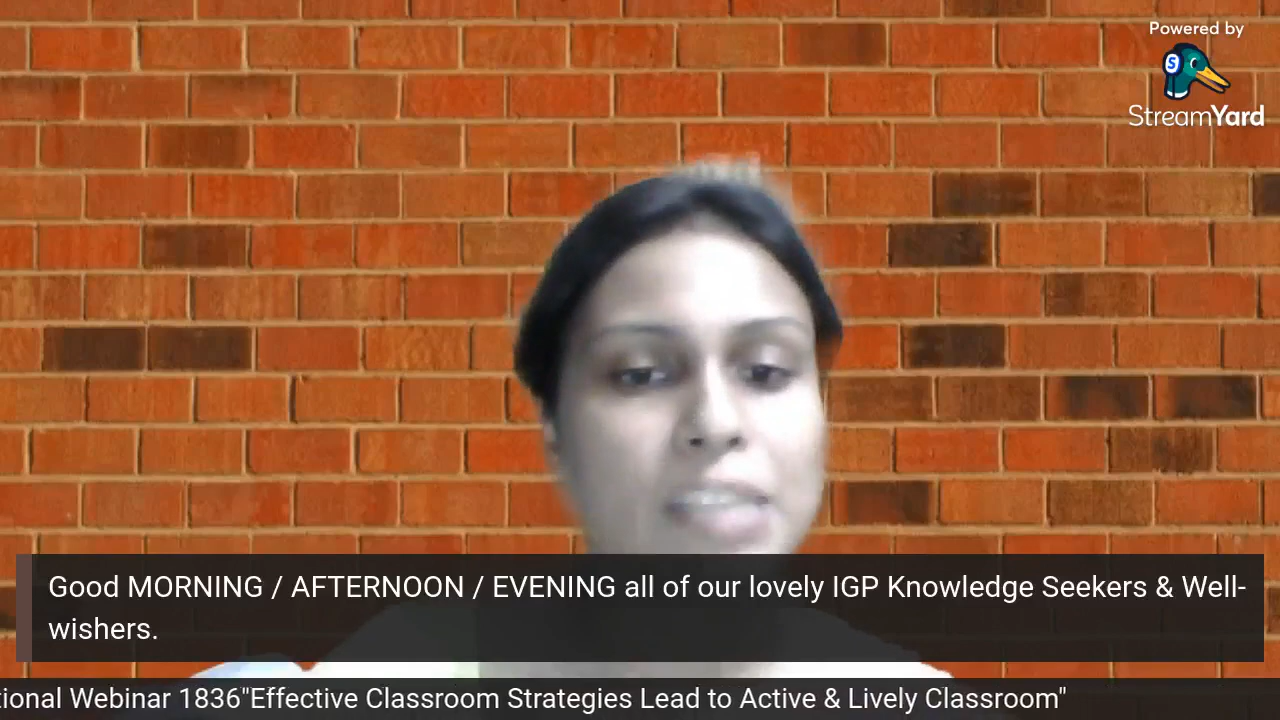 Powered by
StreamYard
Good MORNING / AFTERNOON / EVENING all of our lovely IGP Knowledge Seekers & Well-
wishers.
tional Webinar 1836"Effective Classroom Strategies Lead to Active & Lively Classroom"